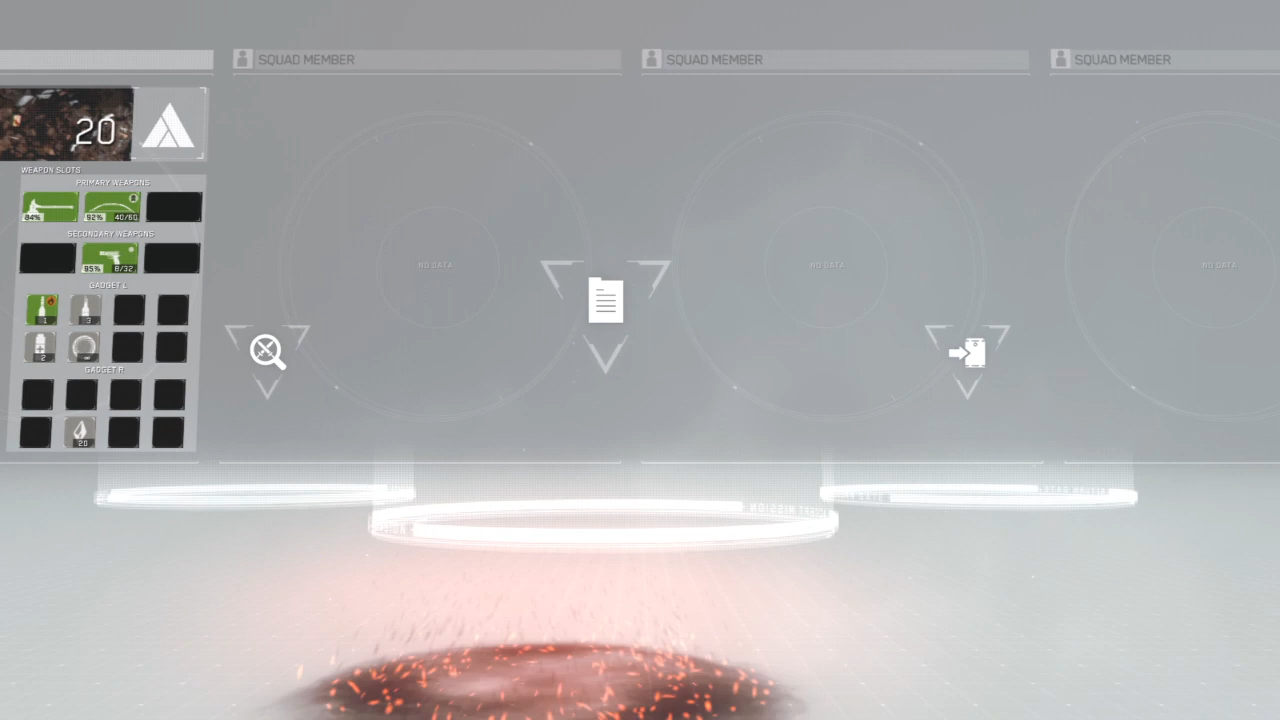 SQUAD MEMBER
SQUAD MEMBER
SQUAD MEMBER
20
WEAPON SLOTS
PRIMARY WEAPONS
84%
92%
40/60
SECONDARY WEAPONS
95%
8/32
GADGET L
1
3
2
GADGET R
20
NO DATA
NO DATA
NO DATA